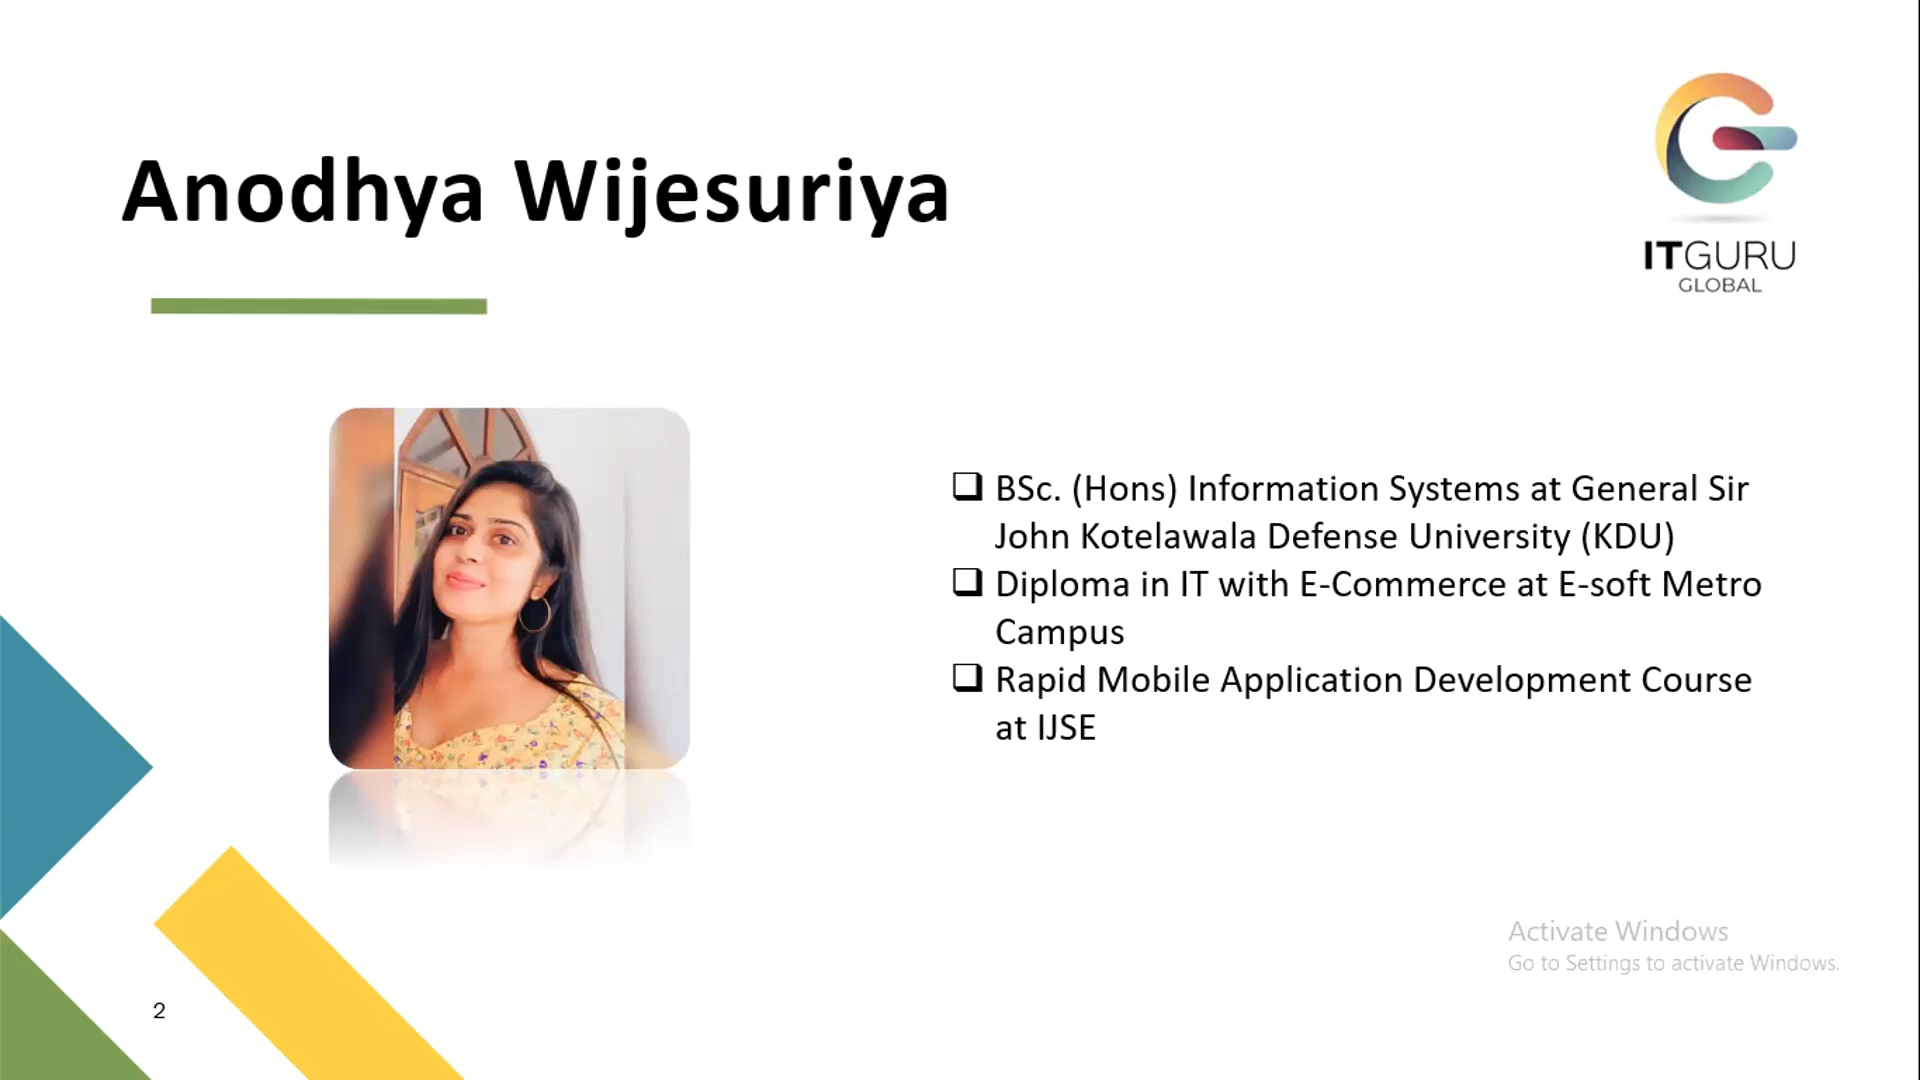 Anodhya Wijesuriya
ITGURU
GLOBAL
BSc. (Hons) Information Systems at General Sir
John Kotelawala Defense University (KDU)
Diploma in IT with E-Commerce at E-soft Metro
Campus
Rapid Mobile Application Development Course
at IJSE
Activate Windows
Go to Settings to activate Windows.
2